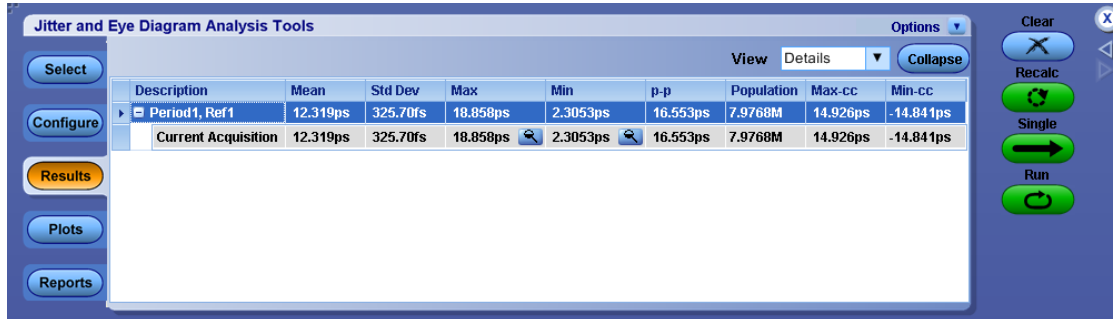 Jitter and Eye Diagram Analysis Tools Options Clear X
View Details Collapse
Select Recalc
Description Mean Std Dev Max Min p-p Population Max-cc Min-cc
Period1, Ref1 12.319ps 325.70fs 18.858ps 2.3053ps 16.553ps 7.9768M 14.926ps -14.841ps
Configure Single
Current Acquisition 12.319ps 325.70fs 18.858ps 2.3053ps 16.553ps 7.9768M 14.926ps -14.841ps
Results Run
Plots
Reports